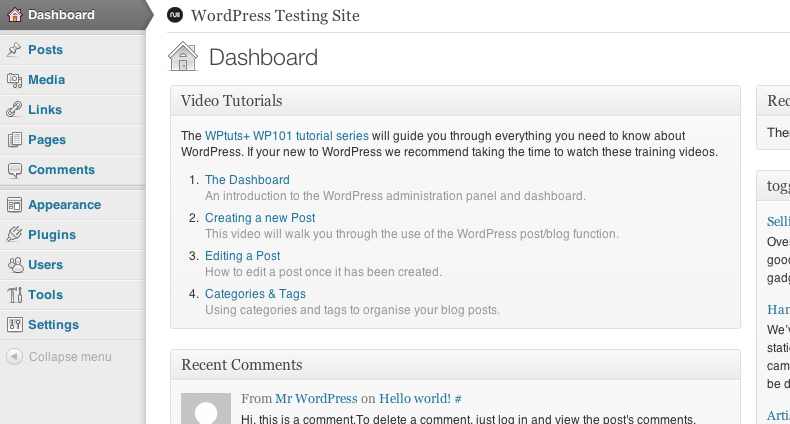 Dashboard
Posts
Media
Links
Pages
Comments
Appearance
Plugins
Users
Tools
Settings
Collapse menu
null WordPress Testing Site
Dashboard
Video Tutorials
The WPtuts+ WP101 tutorial series will guide you through everything you need to know about
WordPress. If your new to WordPress we recommend taking the time to watch these training videos.
1. The Dashboard
An introduction to the WordPress administration panel and dashboard.
2. Creating a new Post
This video will walk you through the use of the WordPress post/blog function.
3. Editing a Post
How to edit a post once it has been created.
4. Categories & Tags
Using categories and tags to organise your blog posts.
Recent Comments
From Mr WordPress on Hello world! #
Hi, this is a comment.To delete a comment, just log in and view the post's comments.
Rec
Ther
togg
Selli
Over
good
gadg
Han
We'v
stati
cam
be d
Artis